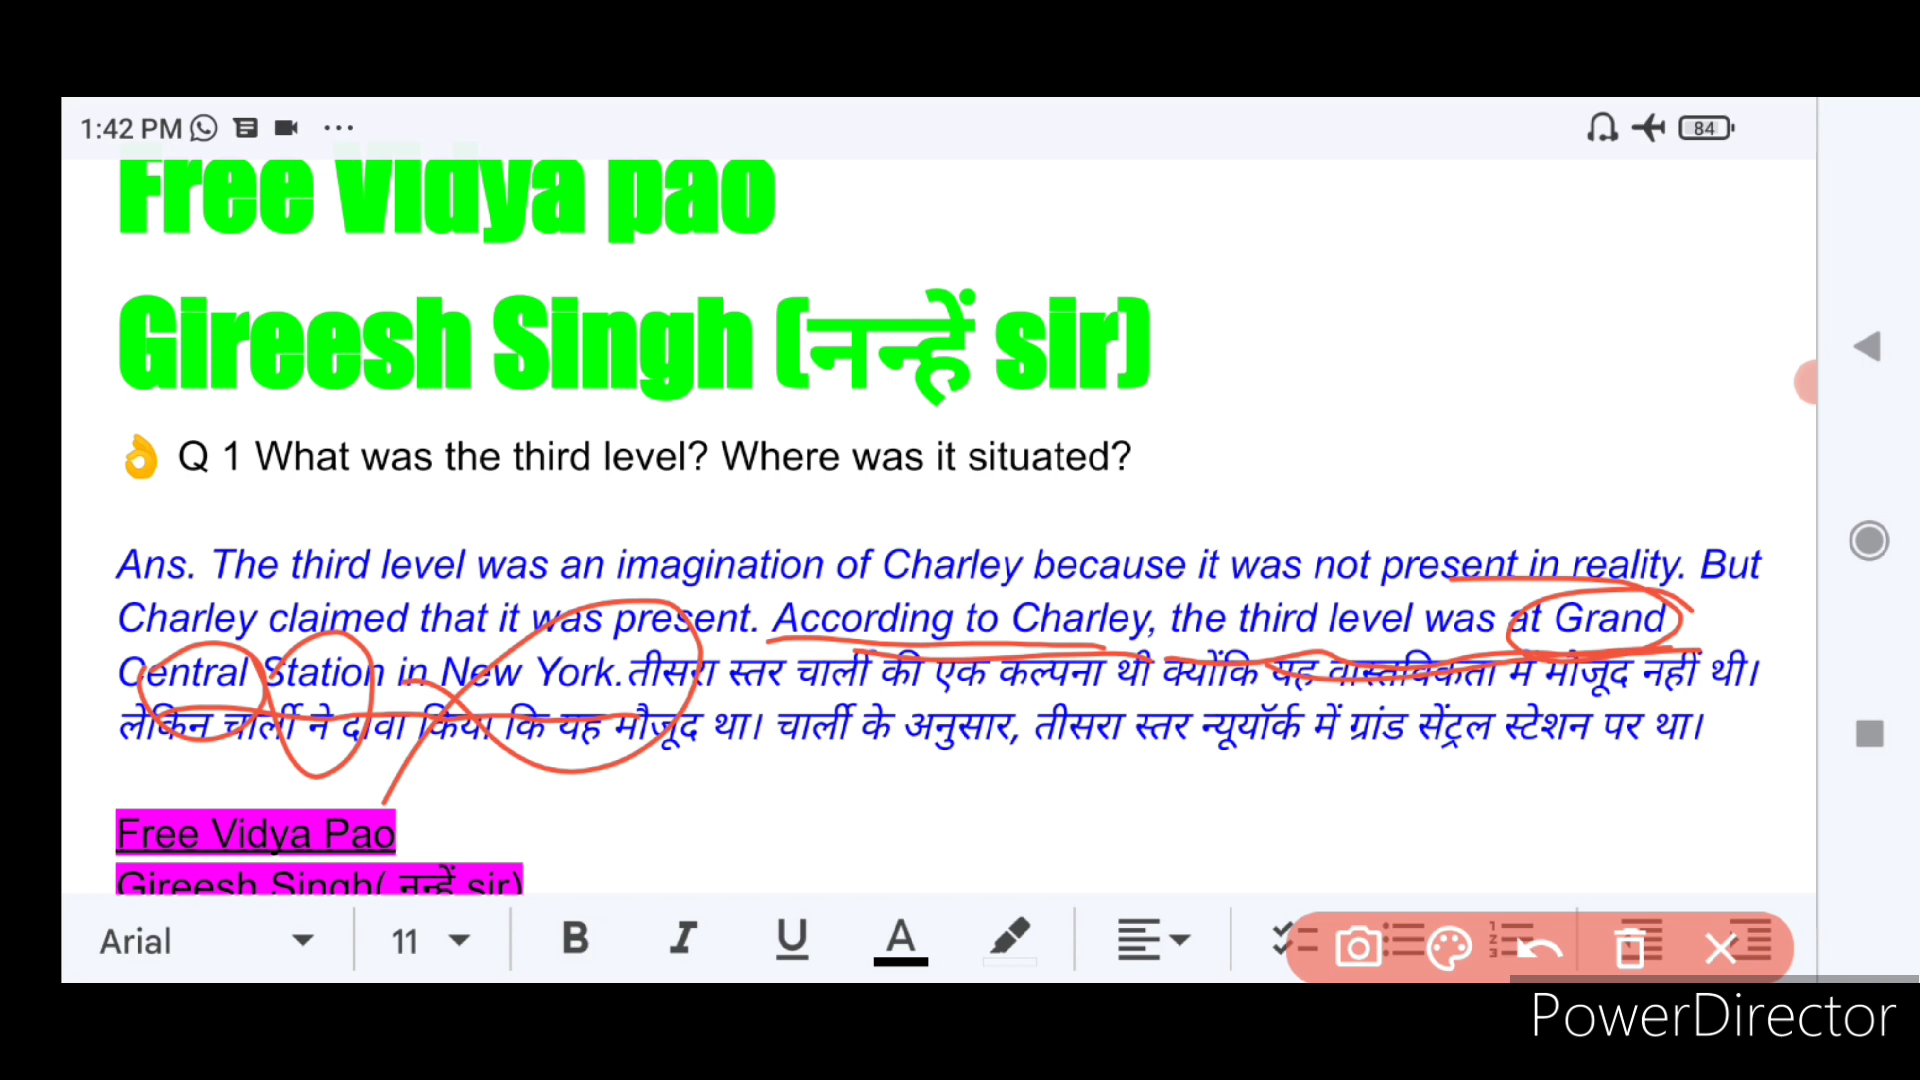 1:42 PM
84
Free Vidya pao
Gireesh Singh (नन्हें sir)
👌 Q 1 What was the third level? Where was it situated?
Ans. The third level was an imagination of Charley because it was not present in reality. But
Charley claimed that it was present. According to Charley, the third level was at Grand
Central Station in New York.तीसरा स्तर चार्ली की एक कल्पना थी क्योंकि यह वास्तविकता में मौजूद नहीं थी।
लेकिन चार्ली ने दावा किया कि यह मौजूद था। चार्ली के अनुसार, तीसरा स्तर न्यूयॉर्क में ग्रांड सेंट्रल स्टेशन पर था।
Free Vidya Pao
Gireesh Singh( नन्हें sir)
Arial 11 B I U A
PowerDirector